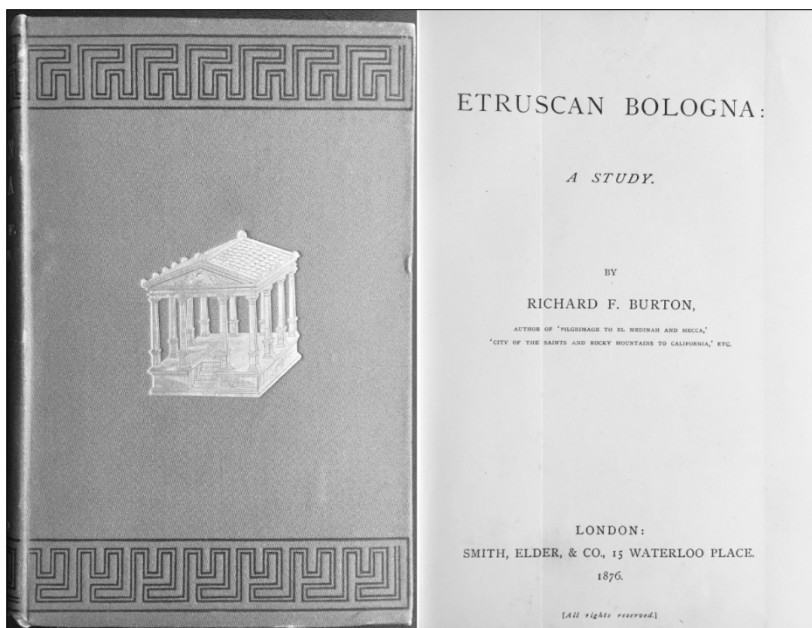 ETRUSCAN BOLOGNA:
A STUDY.
BY
RICHARD F. BURTON,
AUTHOR OF 'PILGRIMAGE TO EL MEDINAH AND MECCA,'
'CITY OF THE SAINTS AND ROCKY MOUNTAINS TO CALIFORNIA,' ETC.
LONDON:
SMITH, ELDER, & CO., 15 WATERLOO PLACE.
1876.
[All rights reserved.]